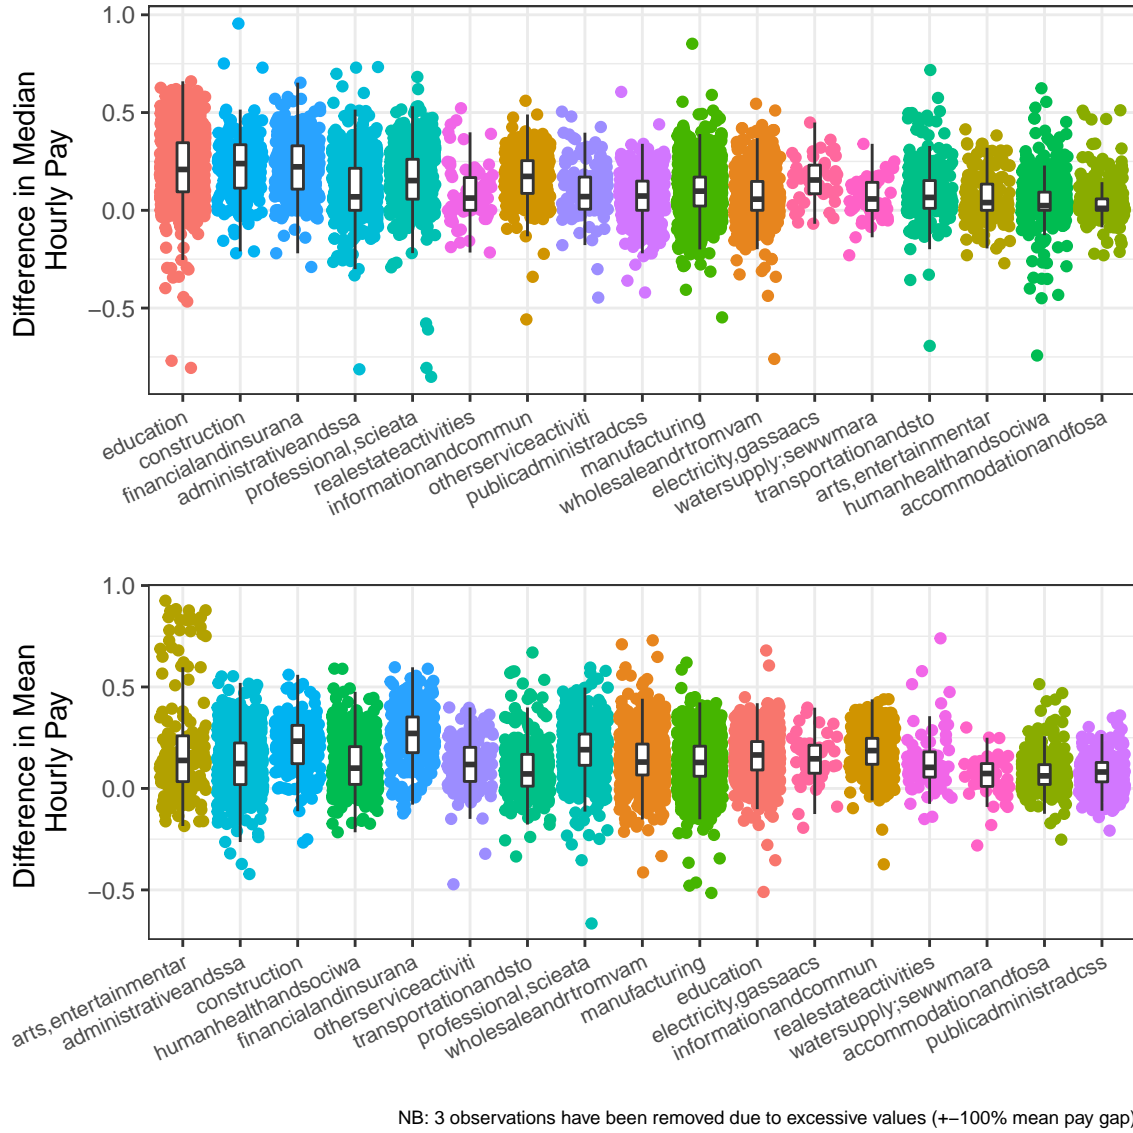 Difference in Median
Hourly Pay
1.0
0.5
0.0
−0.5
education
construction
financialandinsurana
administrativeandssa
professional,scieata
realestateactivities
informationandcommun
otherserviceactiviti
publicadministradcss
manufacturing
wholesaleandrtromvam
electricity,gassaacs
watersupply;sewwmara
transportationandsto
arts,entertainmentar
humanhealthandsociwa
accommodationandfosa
Difference in Mean
Hourly Pay
1.0
0.5
0.0
−0.5
arts,entertainmentar
administrativeandssa
construction
humanhealthandsociwa
financialandinsurana
otherserviceactiviti
transportationandsto
professional,scieata
wholesaleandrtromvam
manufacturing
education
electricity,gassaacs
informationandcommun
realestateactivities
watersupply;sewwmara
accommodationandfosa
publicadministradcss
NB: 3 observations have been removed due to excessive values (+−100% mean pay gap)